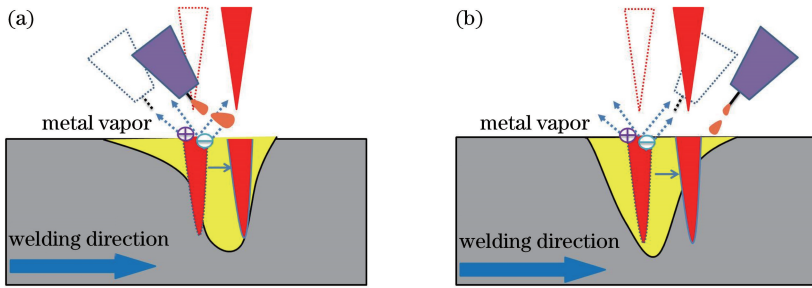 (a)
metal vapor
welding direction
(b)
metal vapor
welding direction